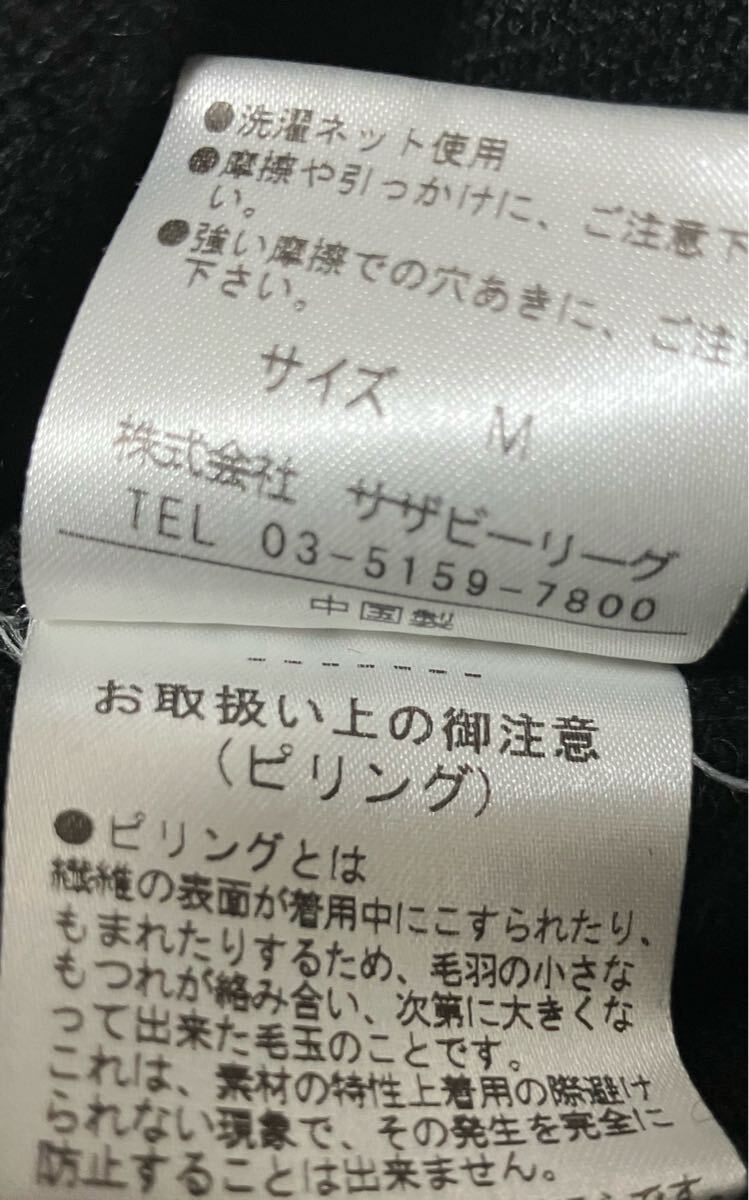 ●洗濯ネット使用
●摩擦や引っかけに、ご注意下
い。
●強い摩擦での穴あきに、ご注
下さい。
サイズ M
株式会社 サザビーリーグ
TEL 03-5159-7800
中国製
-------
お取扱い上の御注意
(ピリング)
●ピリングとは
繊維の表面が着用中にこすられたり、
もまれたりするため、毛羽の小さな
もつれが絡み合い、次第に大きくな
って出来た毛玉のことです。
これは、素材の特性上着用の際避け
られない現象で、その発生を完全に
防止することは出来ません。